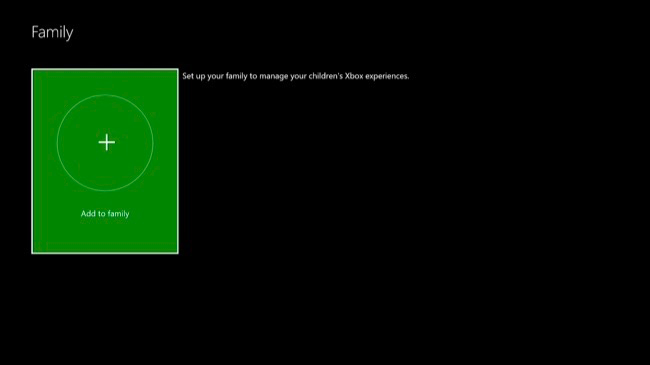 Family
Set up your family to manage your children's Xbox experiences.
Add to family